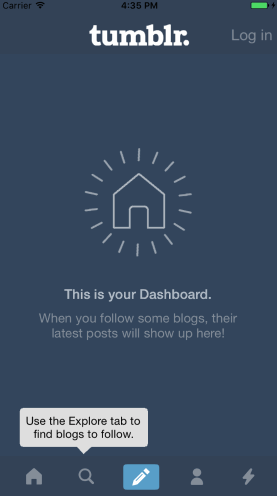 Carrier 4:35 PM
tumblr. Log in
This is your Dashboard.
When you follow some blogs, their
latest posts will show up here!
Use the Explore tab to
find blogs to follow.